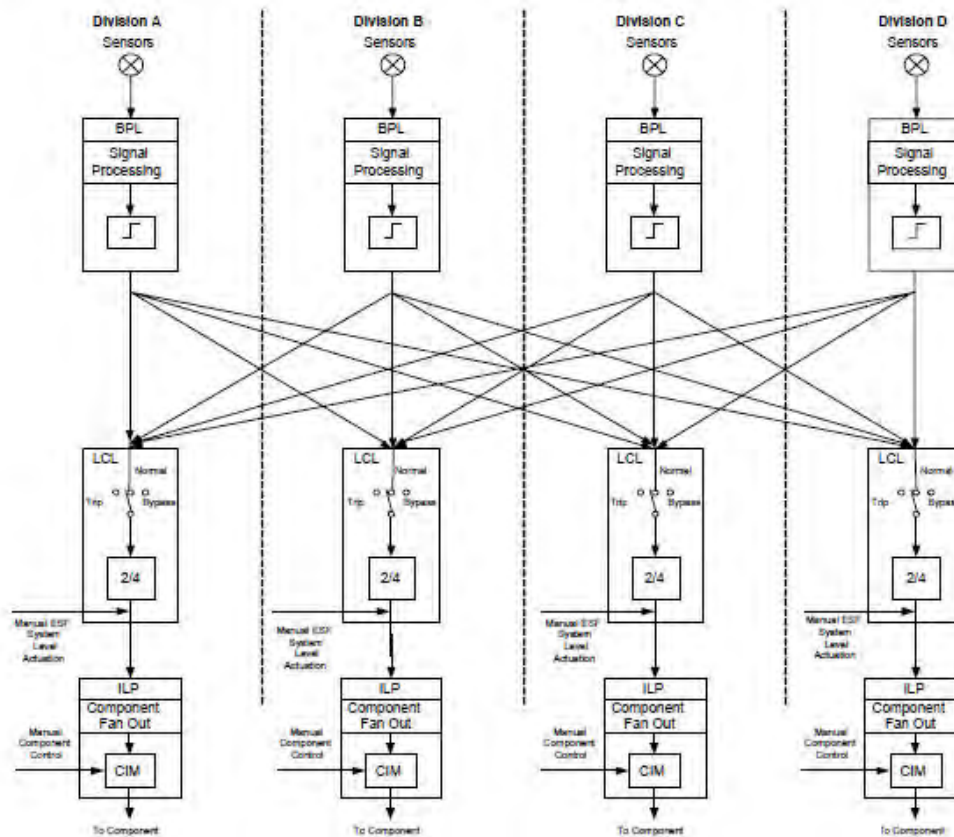 Division A
Sensors
BPL
Signal
Processing
LCL
Normal
Trip
Bypass
2/4
Manual ESF
System
Level
Actuation
ILP
Component
Fan Out
Manual
Component
Control
CIM
To Component
Division B
Sensors
BPL
Signal
Processing
LCL
Normal
Trip
Bypass
2/4
Manual ESF
System
Level
Actuation
ILP
Component
Fan Out
Manual
Component
Control
CIM
To Component
Division C
Sensors
BPL
Signal
Processing
LCL
Normal
Trip
Bypass
2/4
Manual ESF
System
Level
Actuation
ILP
Component
Fan Out
Manual
Component
Control
CIM
To Component
Division D
Sensors
BPL
Signal
Processing
LCL
Normal
Trip
Bypass
2/4
Manual ESF
System
Level
Actuation
ILP
Component
Fan Out
Manual
Component
Control
CIM
To Component